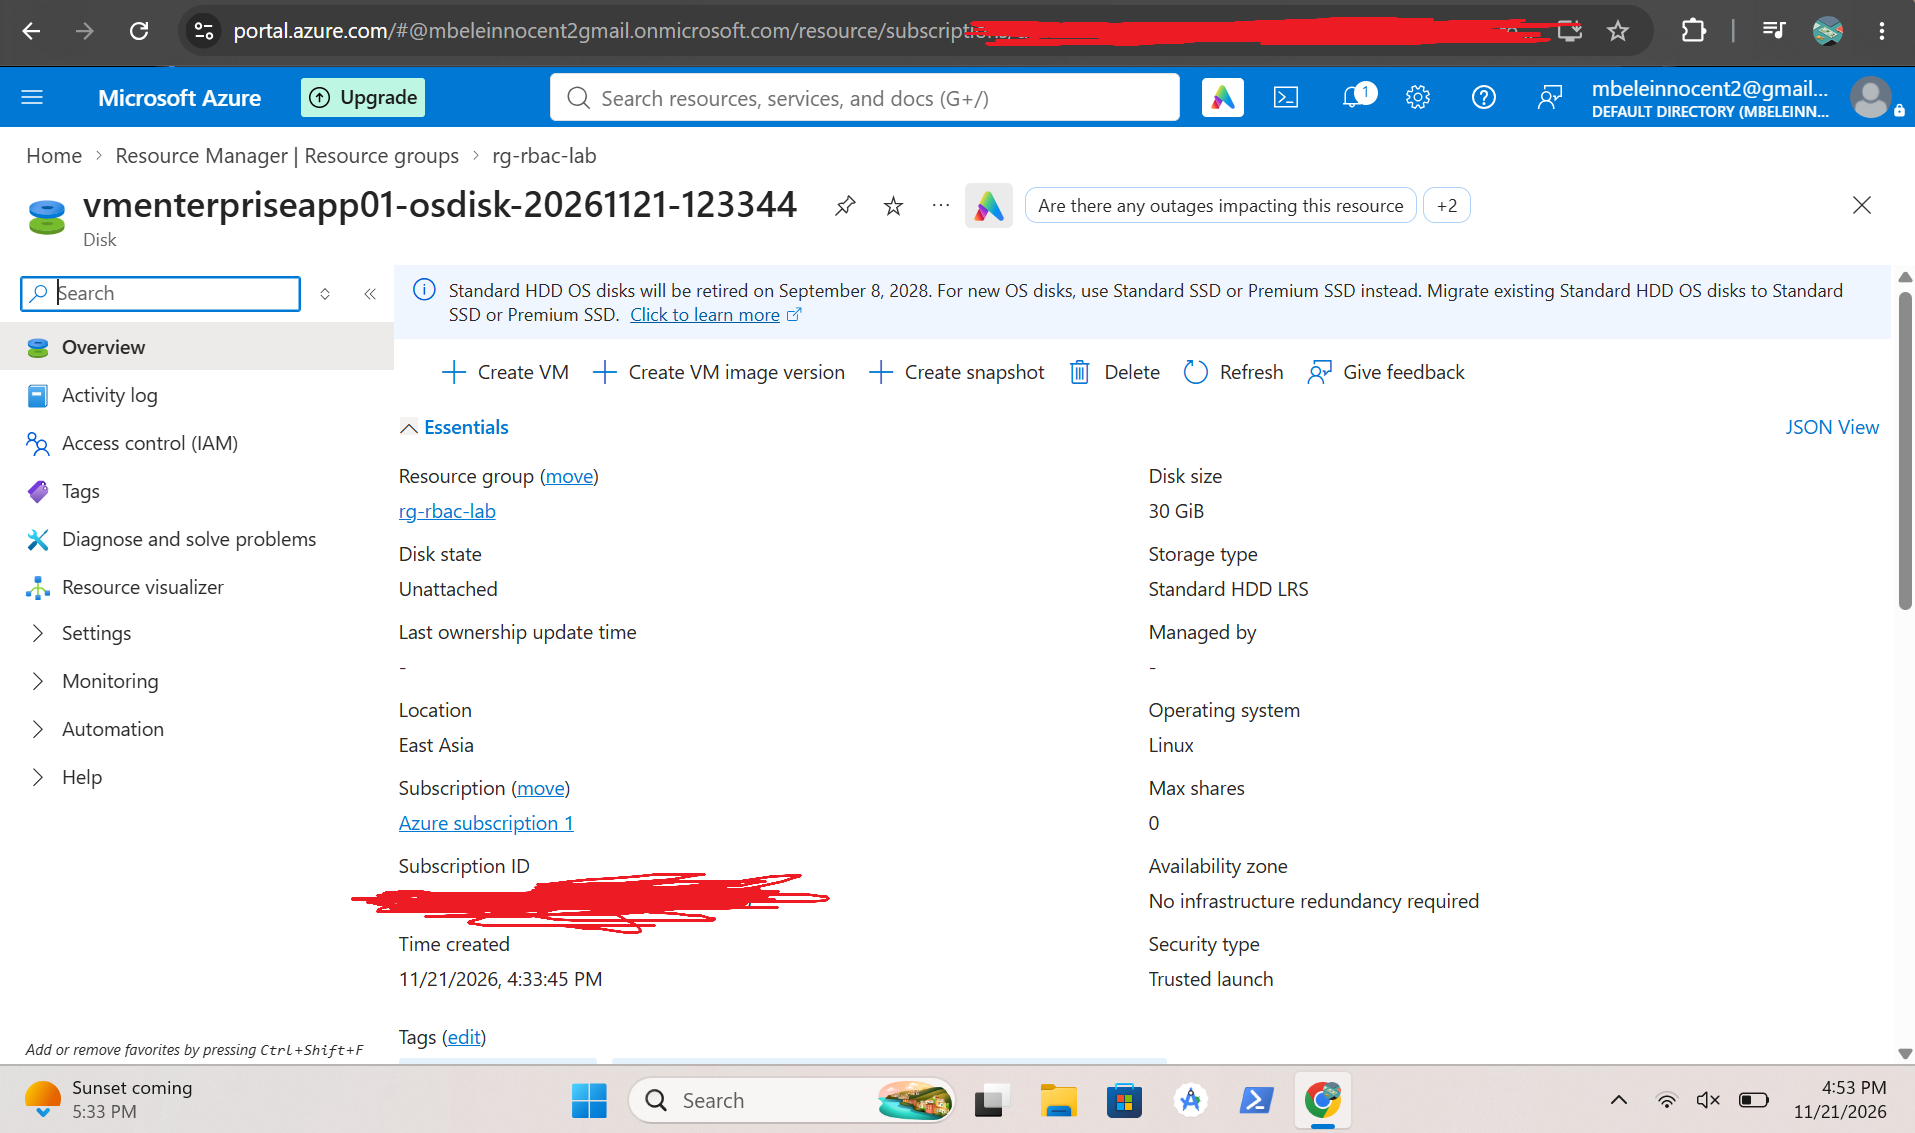 portal.azure.com/#@mbeleinnocent2gmail.onmicrosoft.com/resource/subscriptions/
Microsoft Azure
Upgrade
Search resources, services, and docs (G+/)
1
mbeleinnocent2@gmail...
DEFAULT DIRECTORY (MBELEINN...
Home > Resource Manager | Resource groups > rg-rbac-lab
vmenterpriseapp01-osdisk-20261121-123344
Disk
Are there any outages impacting this resource
+2
Search
Overview
Activity log
Access control (IAM)
Tags
Diagnose and solve problems
Resource visualizer
Settings
Monitoring
Automation
Help
Add or remove favorites by pressing Ctrl+Shift+F
Standard HDD OS disks will be retired on September 8, 2028. For new OS disks, use Standard SSD or Premium SSD instead. Migrate existing Standard HDD OS disks to Standard
SSD or Premium SSD. Click to learn more
Create VM
Create VM image version
Create snapshot
Delete
Refresh
Give feedback
Essentials
JSON View
Resource group (move)
rg-rbac-lab
Disk state
Unattached
Last ownership update time
-
Location
East Asia
Subscription (move)
Azure subscription 1
Subscription ID
Time created
11/21/2026, 4:33:45 PM
Disk size
30 GiB
Storage type
Standard HDD LRS
Managed by
-
Operating system
Linux
Max shares
0
Availability zone
No infrastructure redundancy required
Security type
Trusted launch
Tags (edit)
Sunset coming
5:33 PM
Search
4:53 PM
11/21/2026